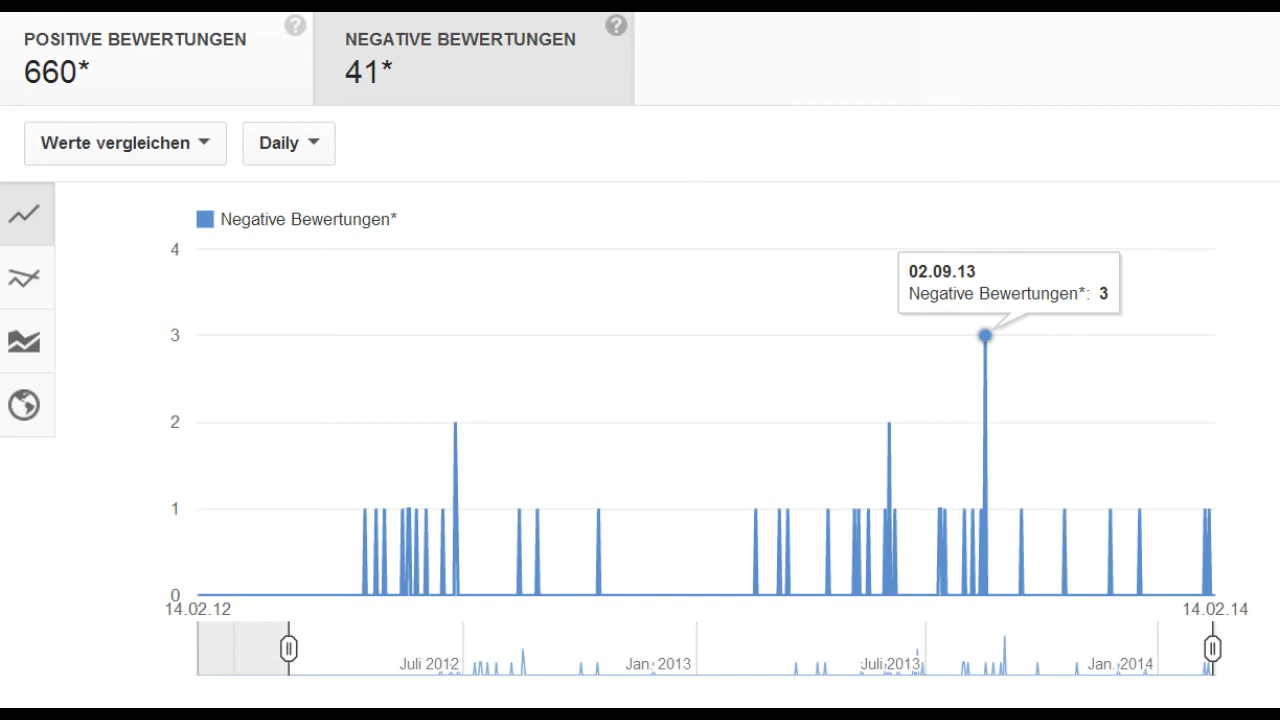 POSITIVE BEWERTUNGEN
?
660*
NEGATIVE BEWERTUNGEN
?
41*
Werte vergleichen
Daily
Negative Bewertungen*
4
3
2
1
0
02.09.13
Negative Bewertungen*: 3
14.02.12
14.02.14
Juli 2012
Jan. 2013
Juli 2013
Jan. 2014